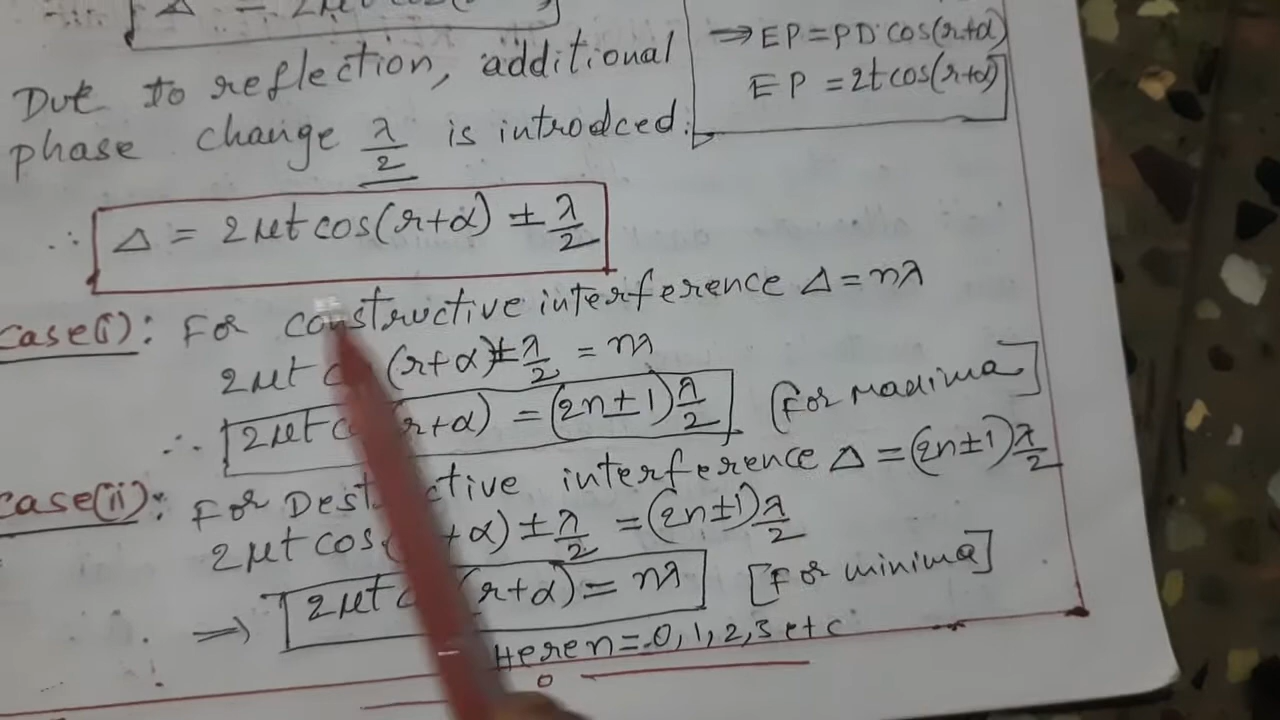 Δ = 2μt cos(
⇒ EP = PD cos(r+α)
EP = 2t cos(r+α)
Due to reflection, additional
phase change λ/2 is introdced.
∴ Δ = 2μt cos(r+α) ± λ/2
case(i): For constructive interference Δ = nλ
2μt c (r+α) ± λ/2 = nλ
∴ 2μt c (r+α) = (2n±1) λ/2 (For Maxima]
case(ii): For Dest ctive interference Δ = (2n±1) λ/2
2μt cos( +α) ± λ/2 = (2n±1) λ/2
⇒ 2μt c (r+α) = nλ [For minima]
Here n = 0, 1, 2, 3 etc